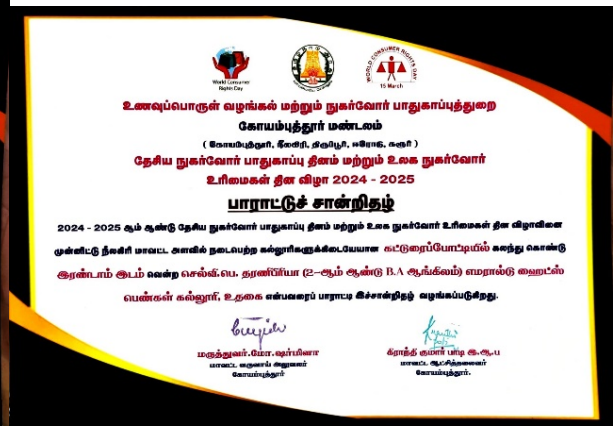 World Consumer
Rights Day
WORLD CONSUMER RIGHTS DAY
15 March
உணவுப்பொருள் வழங்கல் மற்றும் நுகர்வோர் பாதுகாப்புத்துறை
கோயம்புத்தூர் மண்டலம்
( கோயம்புத்தூர், நீலகிரி, திருப்பூர், ஈரோடு, கரூர் )
தேசிய நுகர்வோர் பாதுகாப்பு தினம் மற்றும் உலக நுகர்வோர்
உரிமைகள் தின விழா 2024 - 2025
பாராட்டுச் சான்றிதழ்
2024 - 2025 ஆம் ஆண்டு தேசிய நுகர்வோர் பாதுகாப்பு தினம் மற்றும் உலக நுகர்வோர் உரிமைகள் தின விழாவினை
முன்னிட்டு நீலகிரி மாவட்ட அளவில் நடைபெற்ற கல்லூரிகளுக்கிடையேயான கட்டுரைப்போட்டியில் கலந்து கொண்டு
இரண்டாம் இடம் வென்ற செல்வி.பெ. தரணிபிரியா (2-ஆம் ஆண்டு B.A ஆங்கிலம்) எமரால்டு ஹைட்ஸ்
பெண்கள் கல்லூரி, உதகை என்பவரைப் பாராட்டி இச்சான்றிதழ் வழங்கப்படுகிறது.
மருத்துவர்.மோ.ஷர்மிளா
மாவட்ட வருவாய் அலுவலர்
கோயம்புத்தூர்
கிராந்தி குமார் பாடி இ.ஆ.ப
மாவட்ட ஆட்சித்தலைவர்
கோயம்புத்தூர்.